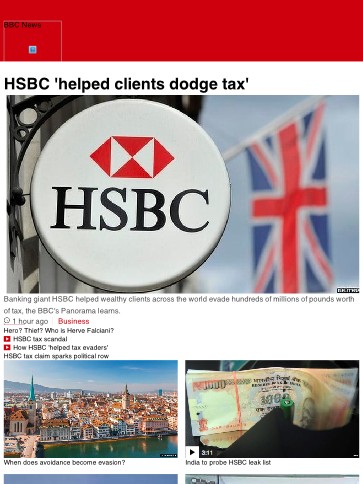 BBC News
HSBC 'helped clients dodge tax'
HSBC
REUTERS
Banking giant HSBC helped wealthy clients across the world evade hundreds of millions of pounds worth
of tax, the BBC's Panorama learns.
1 hour ago Business
Hero? Thief? Who is Herve Falciani?
HSBC tax scandal
How HSBC 'helped tax evaders'
HSBC tax claim sparks political row
3:11
When does avoidance become evasion?
India to probe HSBC leak list